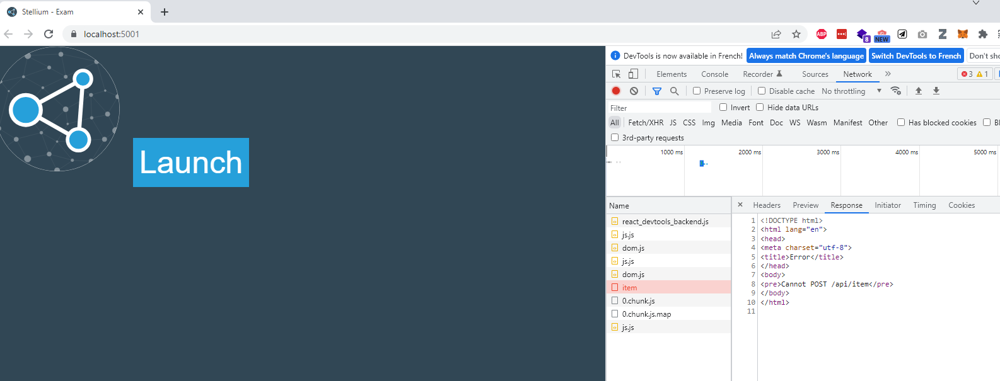 Stellium - Exam
localhost:5001
ABP
8
NEW
Launch
DevTools is now available in French!
Always match Chrome's language
Switch DevTools to French
Don't sho
Elements
Console
Recorder
Sources
Network
3
1
Preserve log
Disable cache
No throttling
Filter
Invert
Hide data URLs
All
Fetch/XHR
JS
CSS
Img
Media
Font
Doc
WS
Wasm
Manifest
Other
Has blocked cookies
3rd-party requests
1000 ms
2000 ms
3000 ms
4000 ms
5000 ms
Name
Headers
Preview
Response
Initiator
Timing
Cookies
react_devtools_backend.js
js.js
dom.js
js.js
dom.js
item
0.chunk.js
0.chunk.js.map
js.js
1 <!DOCTYPE html>
2 <html lang="en">
3 <head>
4 <meta charset="utf-8">
5 <title>Error</title>
6 </head>
7 <body>
8 <pre>Cannot POST /api/item</pre>
9 </body>
10 </html>
11